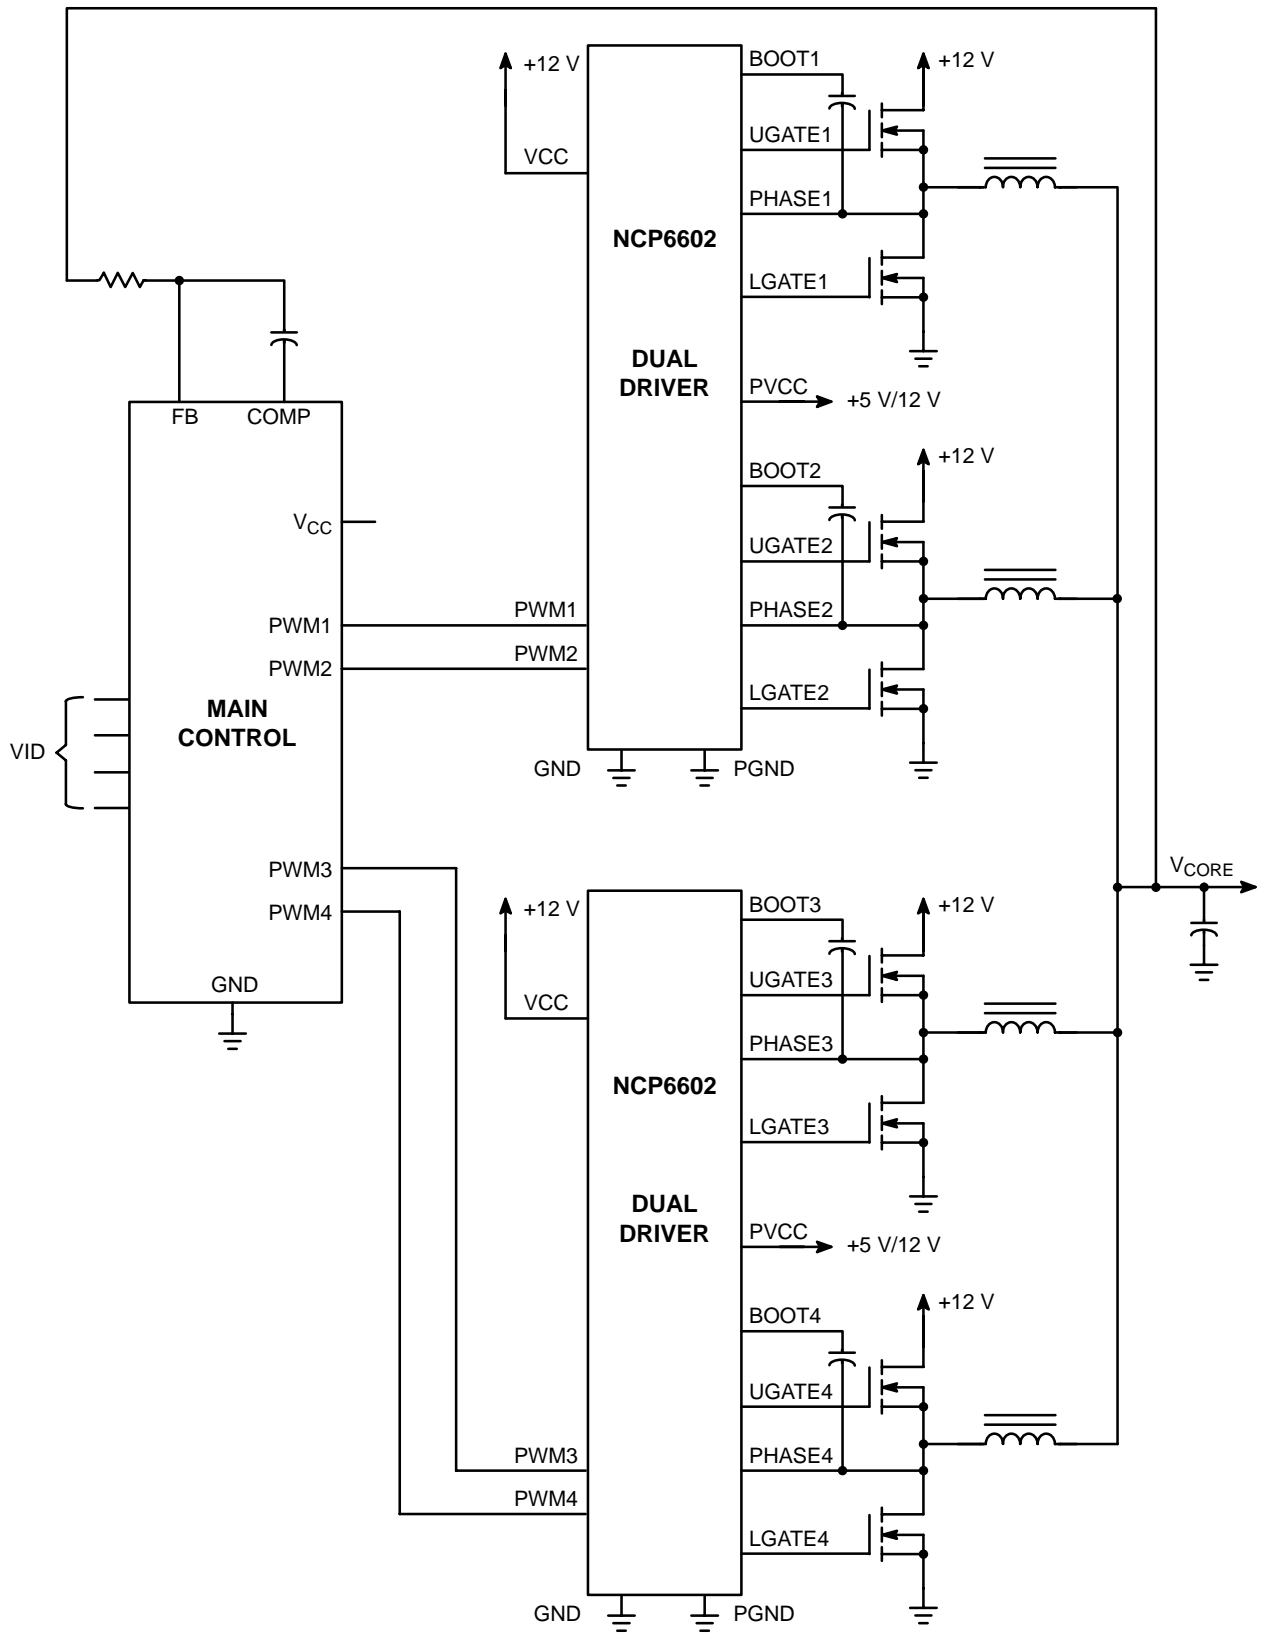 BOOT1
+12 V
+12 V
UGATE1
VCC
PHASE1
NCP6602
LGATE1
DUAL
DRIVER
PVCC
+5 V/12 V
FB
COMP
BOOT2
+12 V
VCC
UGATE2
PWM1
PWM1
PHASE2
PWM2
PWM2
LGATE2
MAIN
CONTROL
VID
GND
PGND
PWM3
VCORE
PWM4
+12 V
BOOT3
+12 V
GND
UGATE3
VCC
PHASE3
NCP6602
LGATE3
DUAL
DRIVER
PVCC
+5 V/12 V
BOOT4
+12 V
UGATE4
PWM3
PHASE4
PWM4
LGATE4
GND
PGND